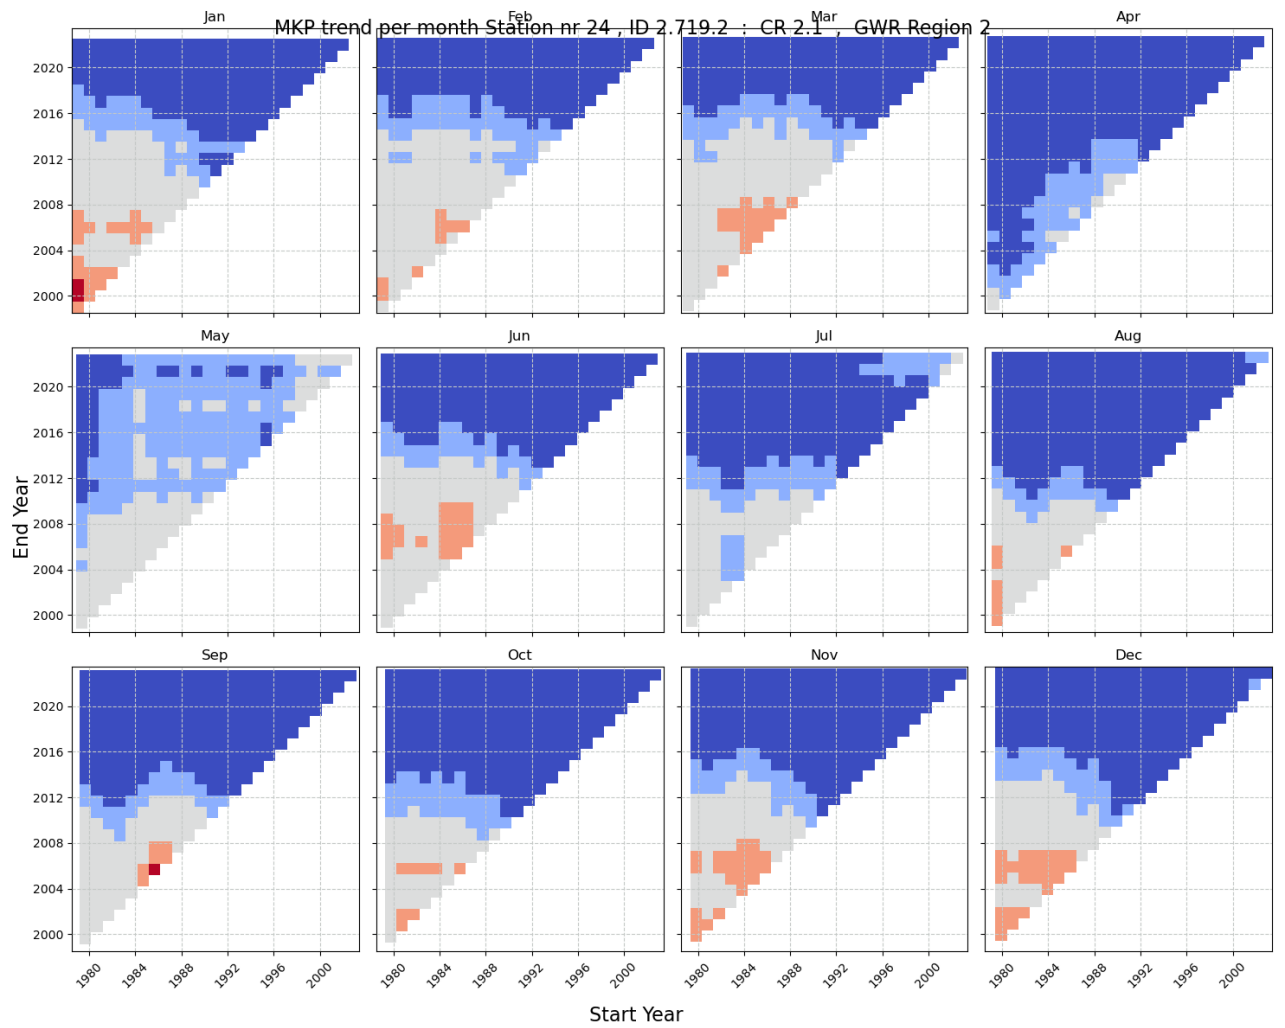 MKP trend per month Station nr 24 , ID 2.719.2 : CR 2.1 , GWR Region 2
Jan Feb Mar Apr
2020
2016
2012
2008
2004
2000
May Jun Jul Aug
2020
2016
2012
2008
2004
2000
End Year
Sep Oct Nov Dec
2020
2016
2012
2008
2004
2000
1980 1984 1988 1992 1996 2000 1980 1984 1988 1992 1996 2000 1980 1984 1988 1992 1996 2000 1980 1984 1988 1992 1996 2000
Start Year